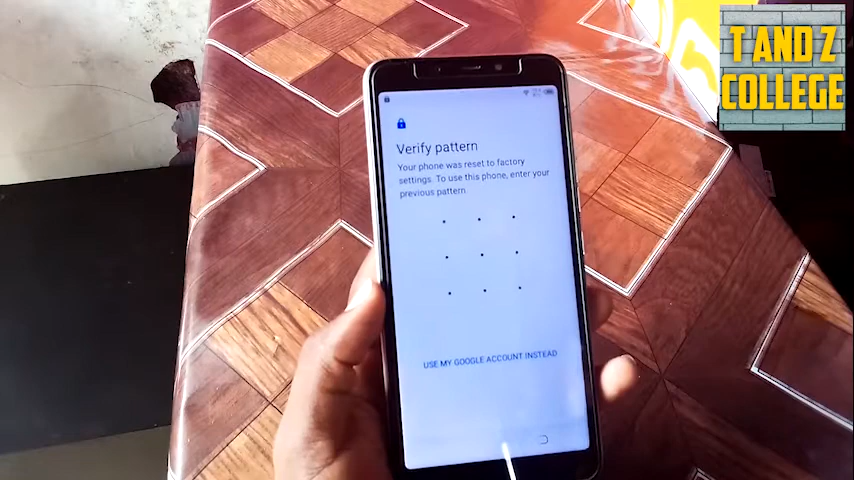 T AND Z
COLLEGE
Verify pattern
Your phone was reset to factory
settings. To use this phone, enter your
previous pattern.
USE MY GOOGLE ACCOUNT INSTEAD